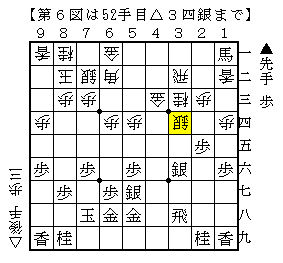 【第６図は52手目△３四銀まで】
９ ８ ７ ６ ５ ４ ３ ２ １
香 桂 金 馬 一
玉 銀 角 飛 香 二
歩 歩 金 桂 歩 三
歩 歩 歩 銀 歩 四
歩 五
歩 歩 歩 銀 歩 六
歩 歩 銀 七
玉 金 金 飛 八
香 桂 桂 香 九
▲先手 歩
△後手 歩三